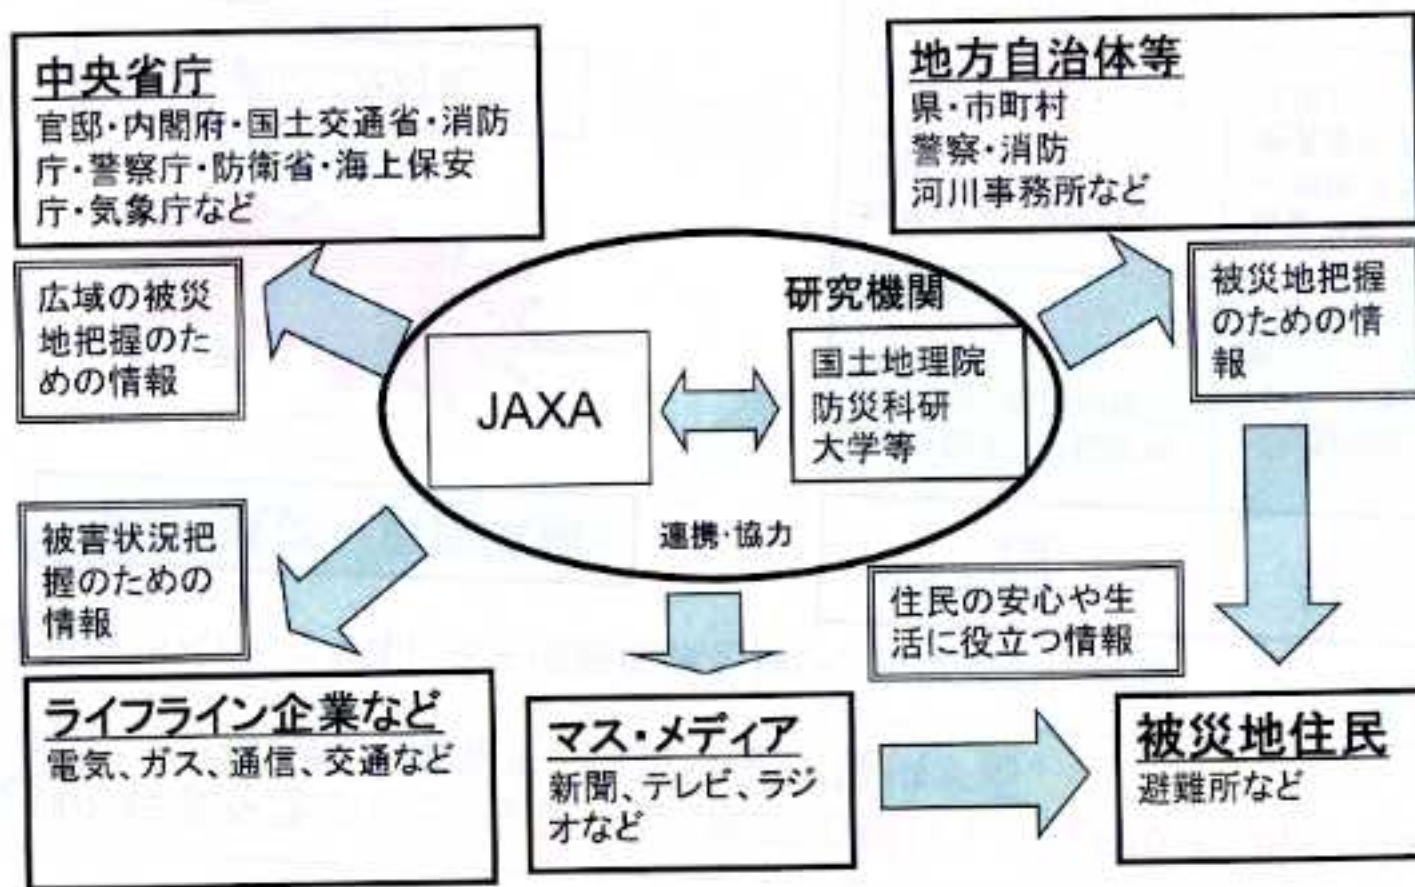 中央省庁
官邸・内閣府・国土交通省・消防
庁・警察庁・防衛省・海上保安
庁・気象庁など
地方自治体等
県・市町村
警察・消防
河川事務所など
広域の被災
地把握のた
めの情報
研究機関
国土地理院
防災科研
大学等
JAXA
連携・協力
被災地把握
のための情
報
被害状況把
握のための
情報
住民の安心や生
活に役立つ情報
ライフライン企業など
電気、ガス、通信、交通など
マス・メディア
新聞、テレビ、ラジ
オなど
被災地住民
避難所など